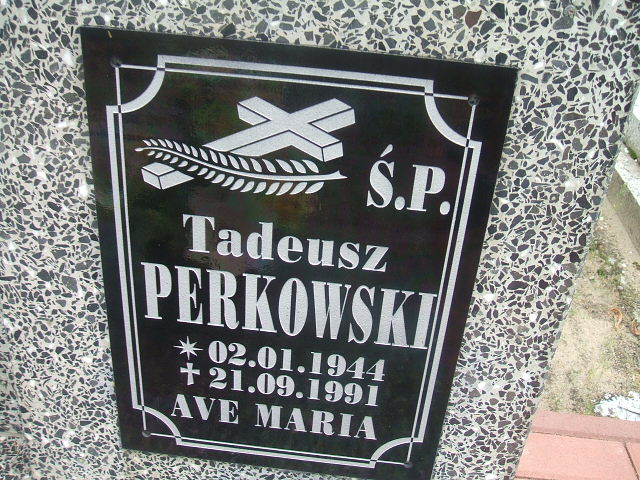 Ś.P.
Tadeusz
PERKOWSKI
* 02.01.1944
✝ 21.09.1991
AVE MARIA